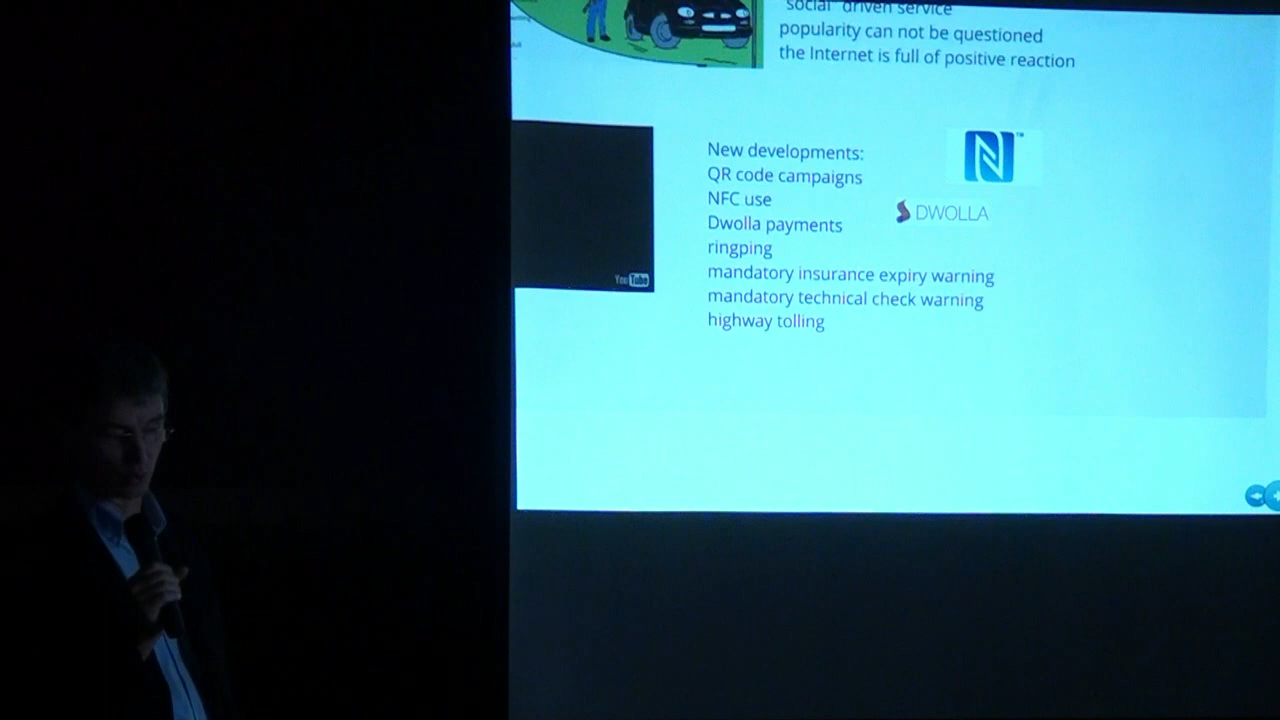 "social" driven service
popularity can not be questioned
the Internet is full of positive reaction
New developments:
QR code campaigns
NFC use
Dwolla payments
ringping
mandatory insurance expiry warning
mandatory technical check warning
highway tolling
N™
DWOLLA
YouTube